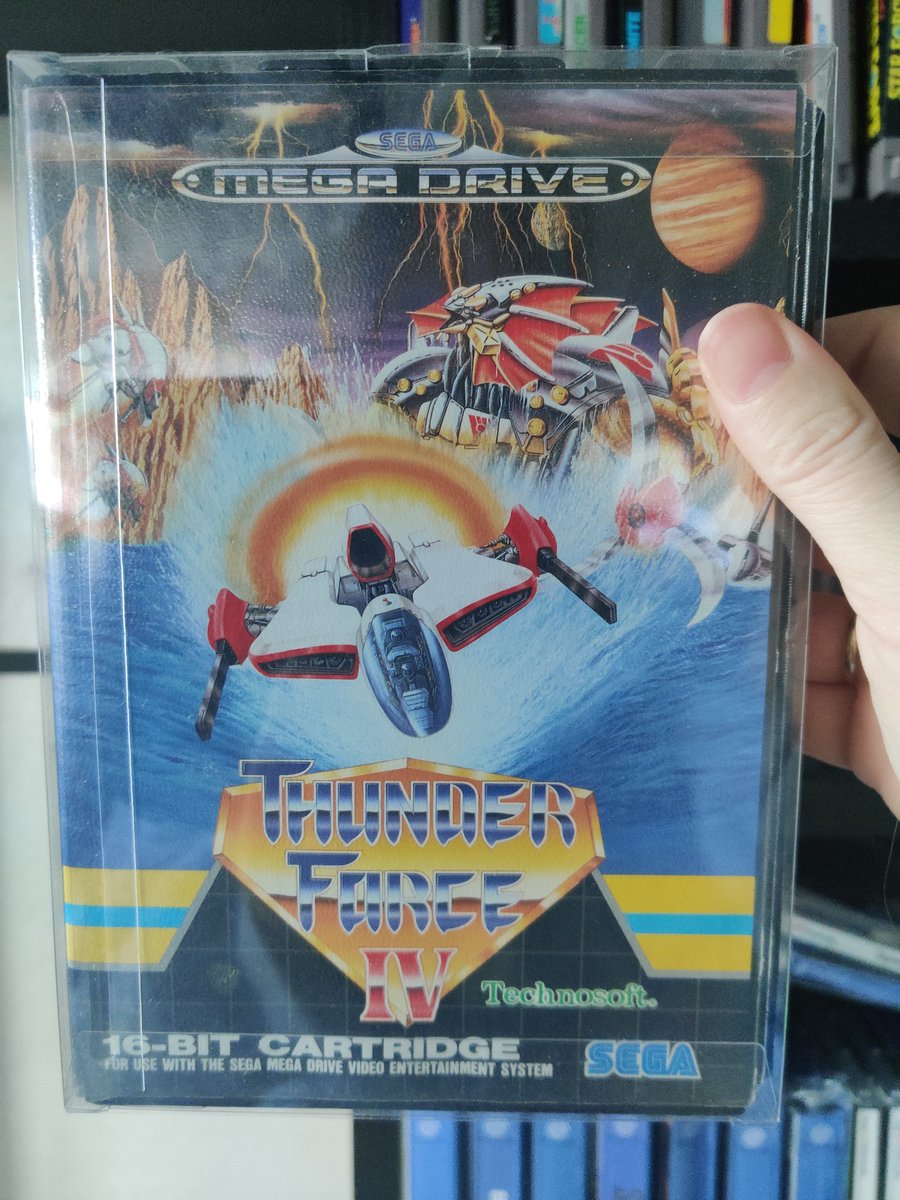 SEGA
MEGA DRIVE
THUNDER
FORCE
IV
Technosoft.
16-BIT CARTRIDGE
FOR USE WITH THE SEGA MEGA DRIVE VIDEO ENTERTAINMENT SYSTEM
SEGA